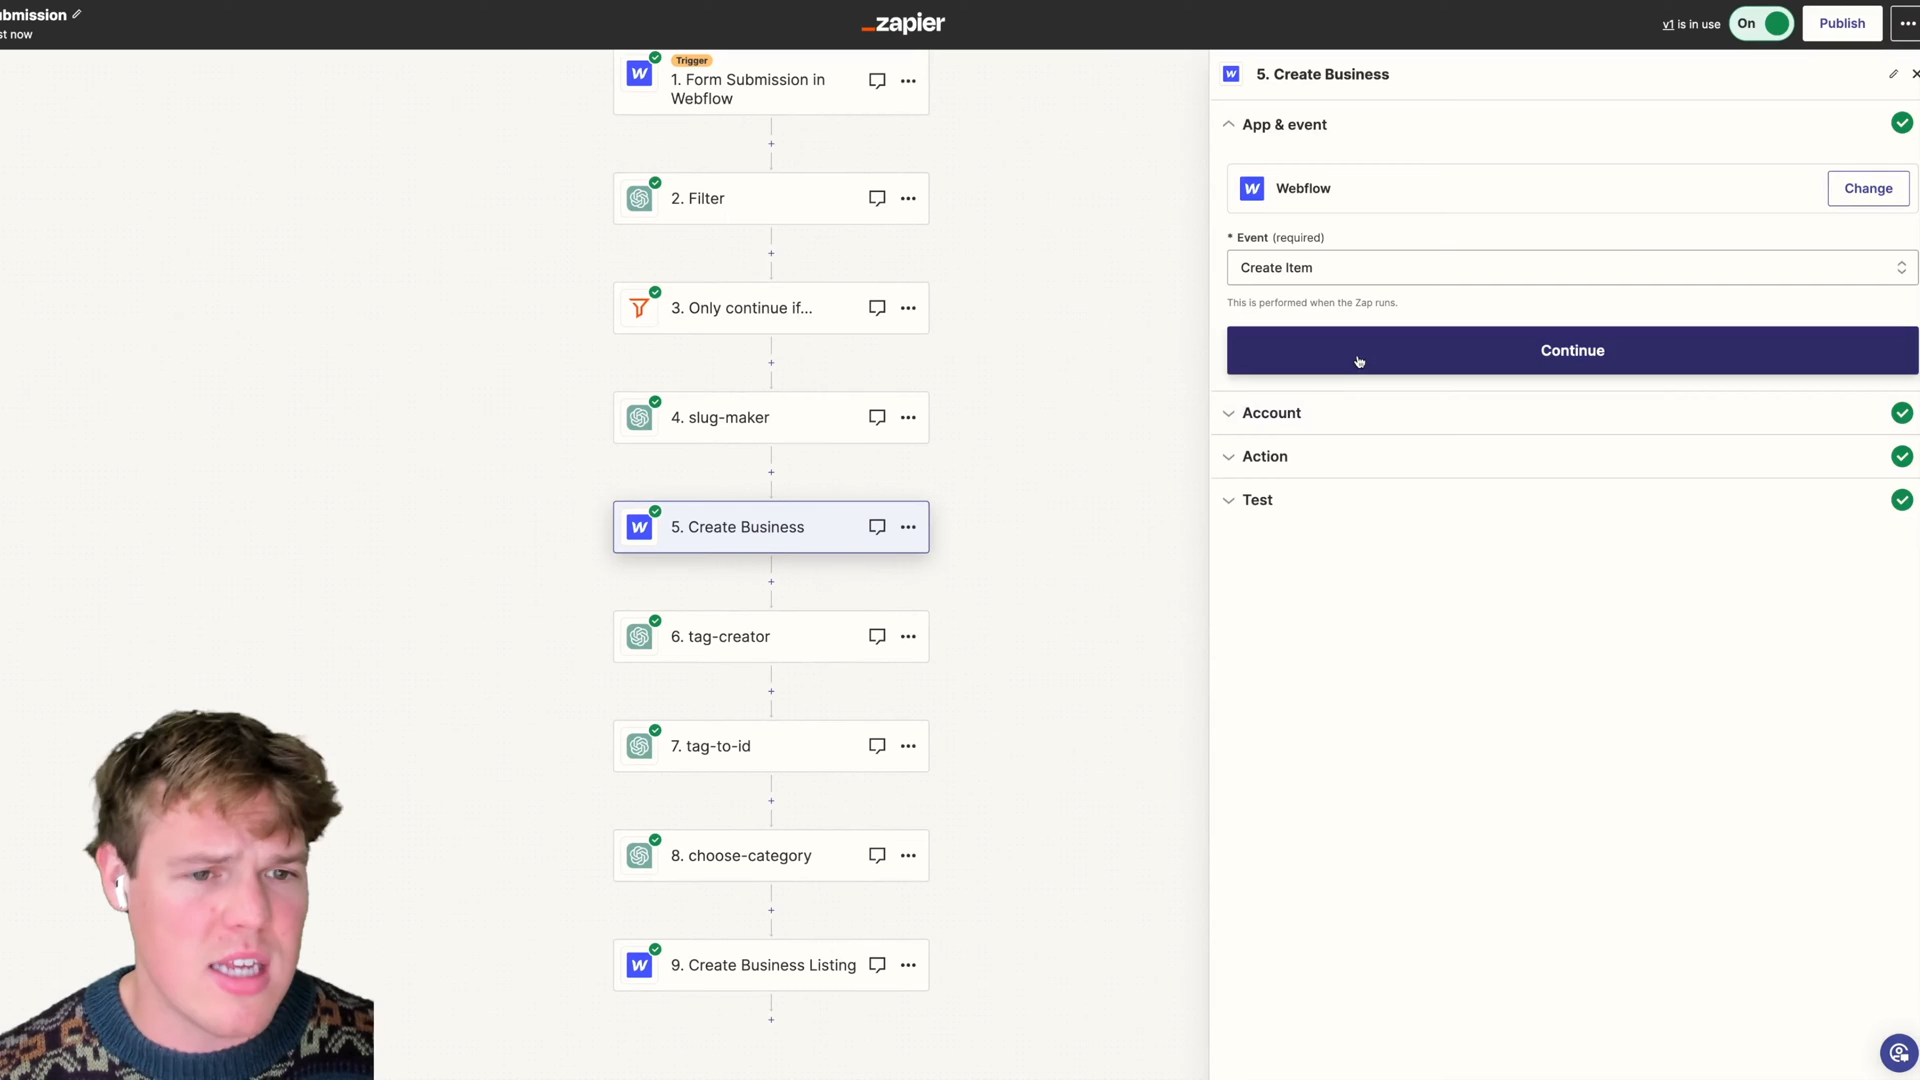 ubmission
st now
zapier
v1 is in use
On
Publish
Trigger
1. Form Submission in
Webflow
2. Filter
3. Only continue if...
4. slug-maker
5. Create Business
6. tag-creator
7. tag-to-id
8. choose-category
9. Create Business Listing
5. Create Business
App & event
Webflow
Change
* Event (required)
Create Item
This is performed when the Zap runs.
Continue
Account
Action
Test